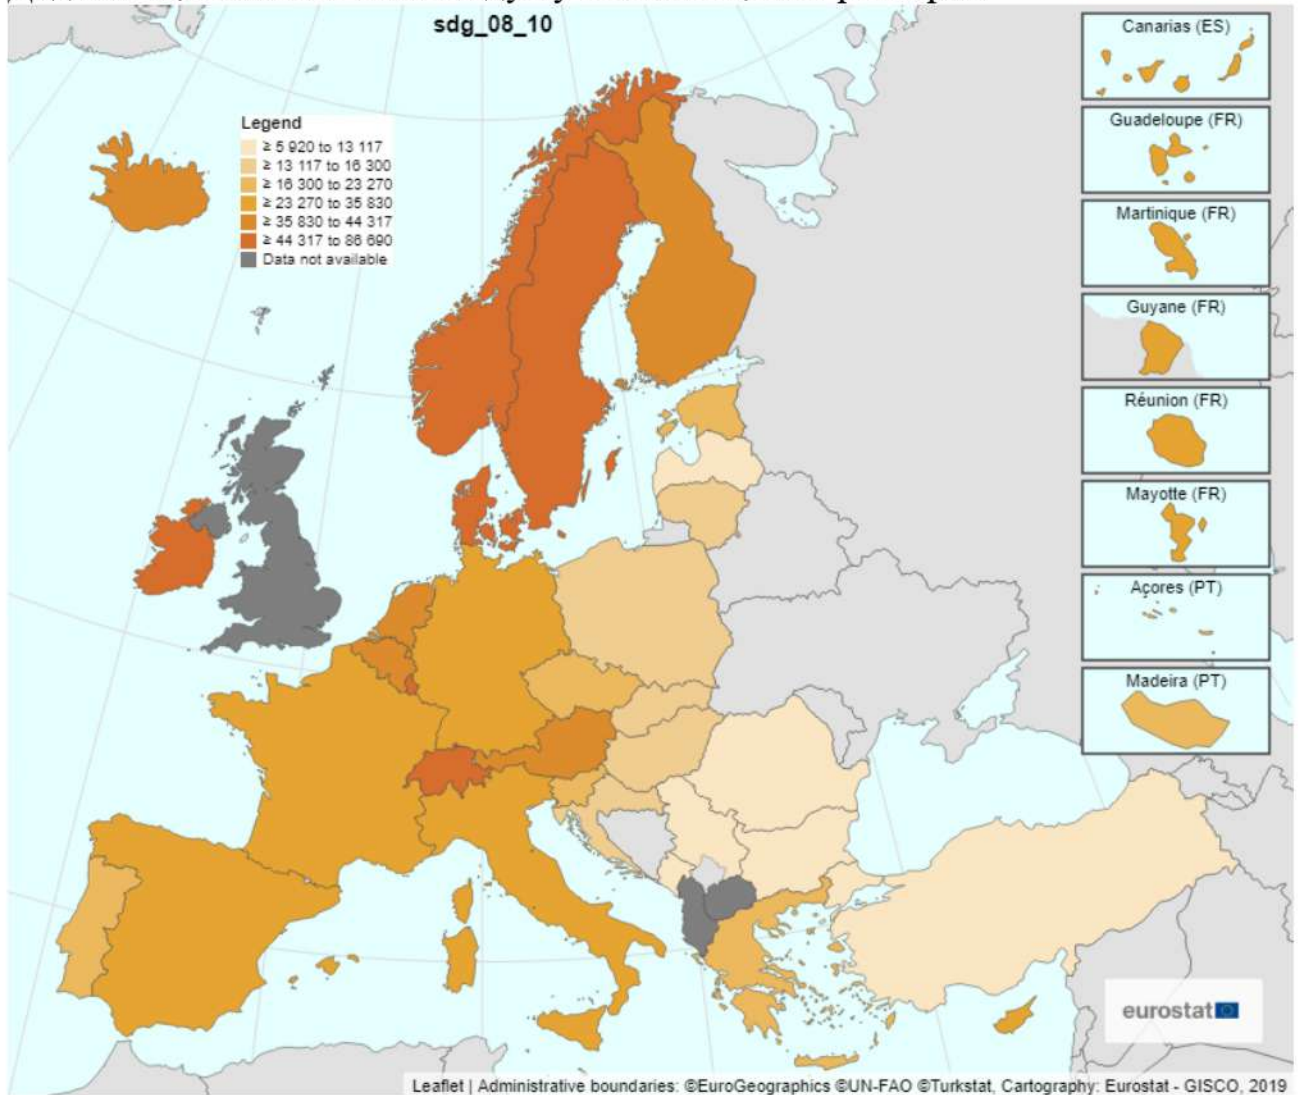 sdg_08_10
Legend
≥ 5 920 to 13 117
≥ 13 117 to 16 300
≥ 16 300 to 23 270
≥ 23 270 to 35 830
≥ 35 830 to 44 317
≥ 44 317 to 86 690
Data not available
Canarias (ES)
Guadeloupe (FR)
Martinique (FR)
Guyane (FR)
Réunion (FR)
Mayotte (FR)
Açores (PT)
Madeira (PT)
eurostat
Leaflet | Administrative boundaries: ©EuroGeographics ©UN-FAO ©Turkstat, Cartography: Eurostat - GISCO, 2019